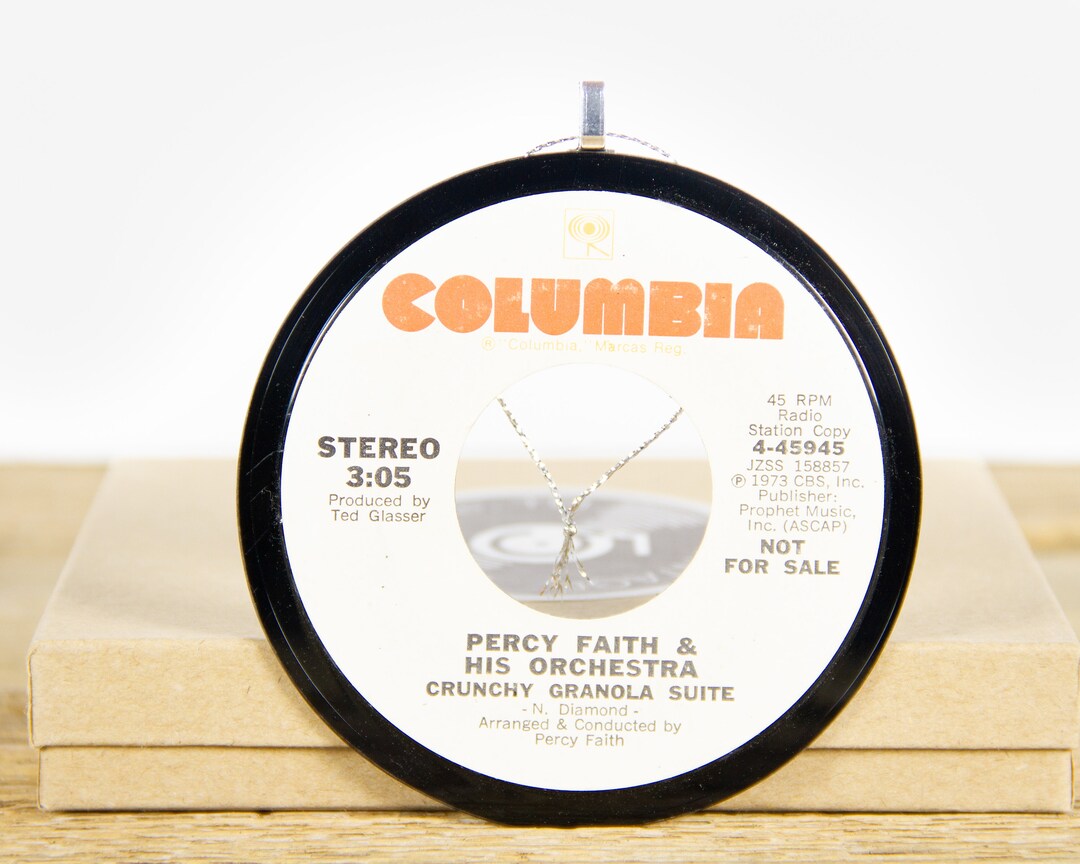 COLUMBIA
® "Columbia," Marcas Reg.
STEREO
3:05
Produced by
Ted Glasser
45 RPM
Radio
Station Copy
4-45945
JZSS 158857
℗ 1973 CBS, Inc.
Publisher:
Prophet Music,
Inc. (ASCAP)
NOT
FOR SALE
PERCY FAITH &
HIS ORCHESTRA
CRUNCHY GRANOLA SUITE
- N. Diamond -
Arranged & Conducted by
Percy Faith